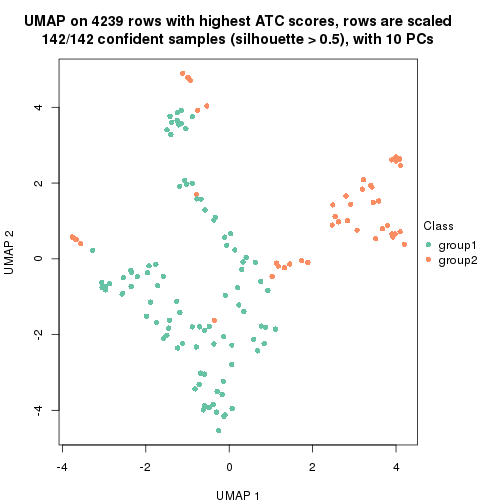 UMAP on 4239 rows with highest ATC scores, rows are scaled
142/142 confident samples (silhouette > 0.5), with 10 PCs
4
2
0
-2
-4
UMAP 2
-4
-2
0
2
4
UMAP 1
Class
group1
group2